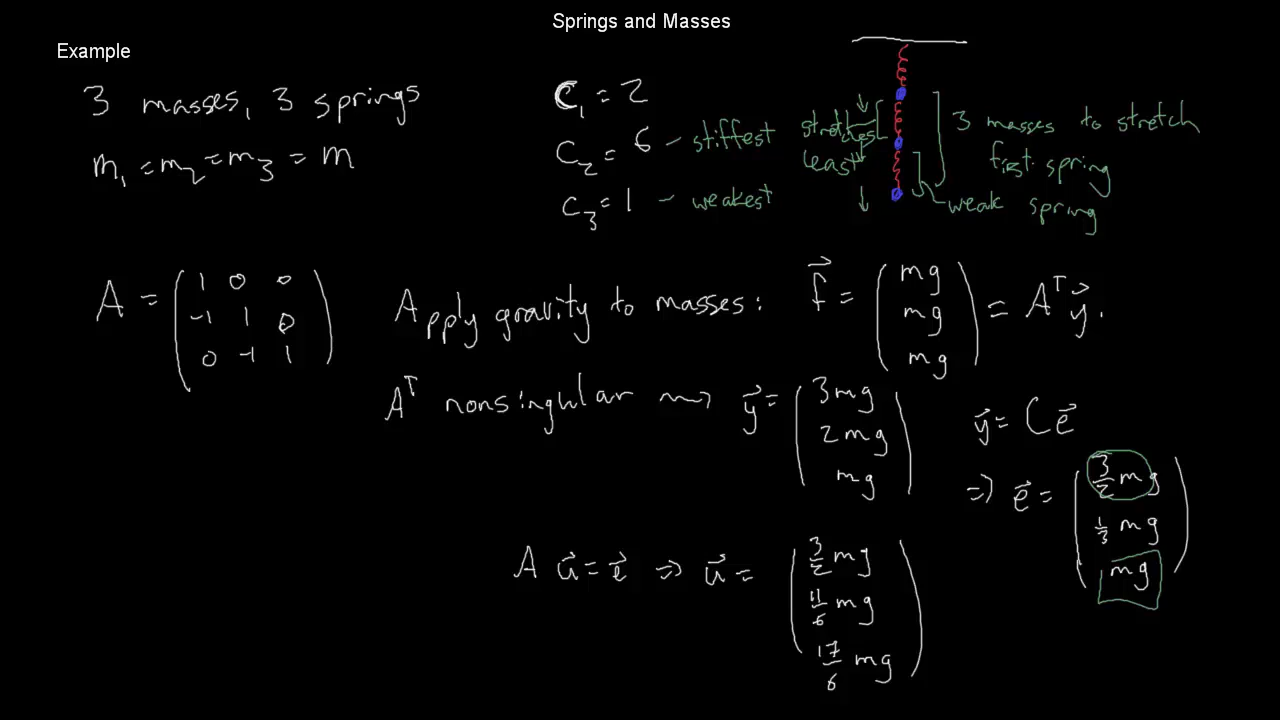 Springs and Masses
Example
3 masses, 3 springs
m₁ = m₂ = m₃ = m
C₁ = 2
C₂ = 6 – stiffest
C₃ = 1 – weakest
stretches
least
3 masses to stretch
first spring
weak spring
A = ( 1 0 0
-1 1 0
0 -1 1 )
Apply gravity to masses: f⃗ = ( mg
mg
mg ) = Aᵀ y⃗.
Aᵀ nonsingular ⇝ y⃗ = ( 3mg
2mg
mg )
y⃗ = C e⃗
⇒ e⃗ = ( 3/2 mg
1/3 mg
mg )
A u⃗ = e⃗ ⇒ u⃗ = ( 3/2 mg
11/6 mg
17/6 mg )